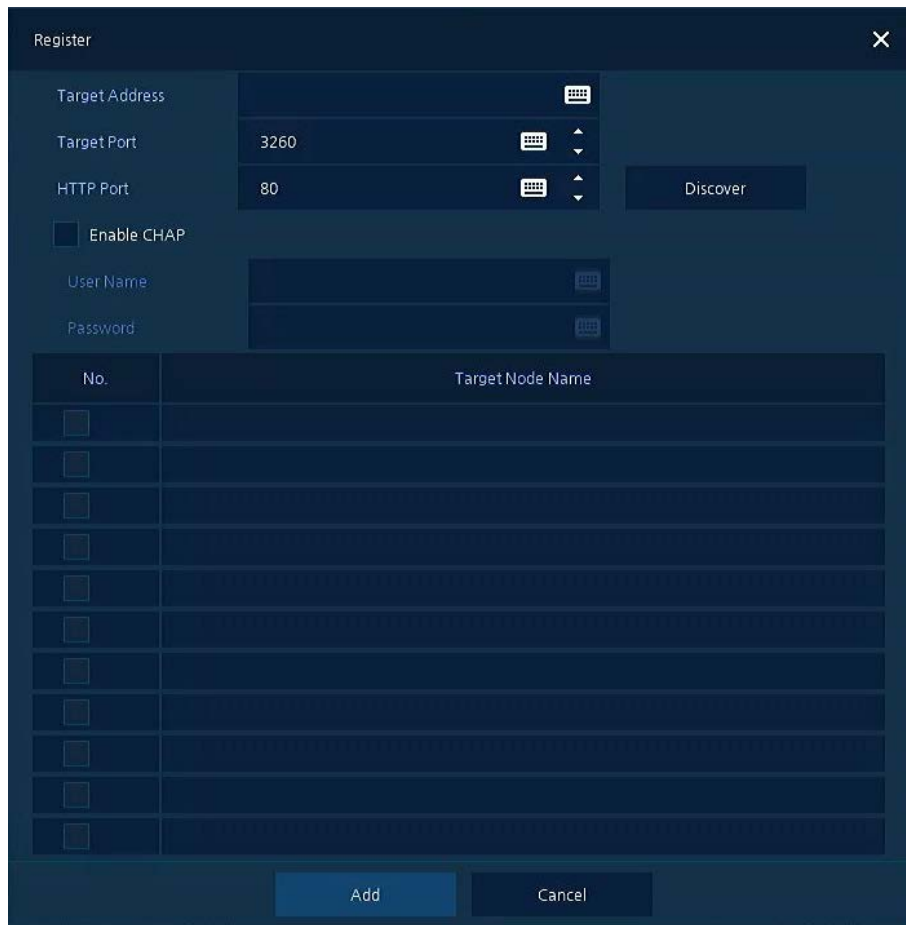 Register
Target Address
Target Port 3260
HTTP Port 80 Discover
Enable CHAP
User Name
Password
No. Target Node Name
Add Cancel